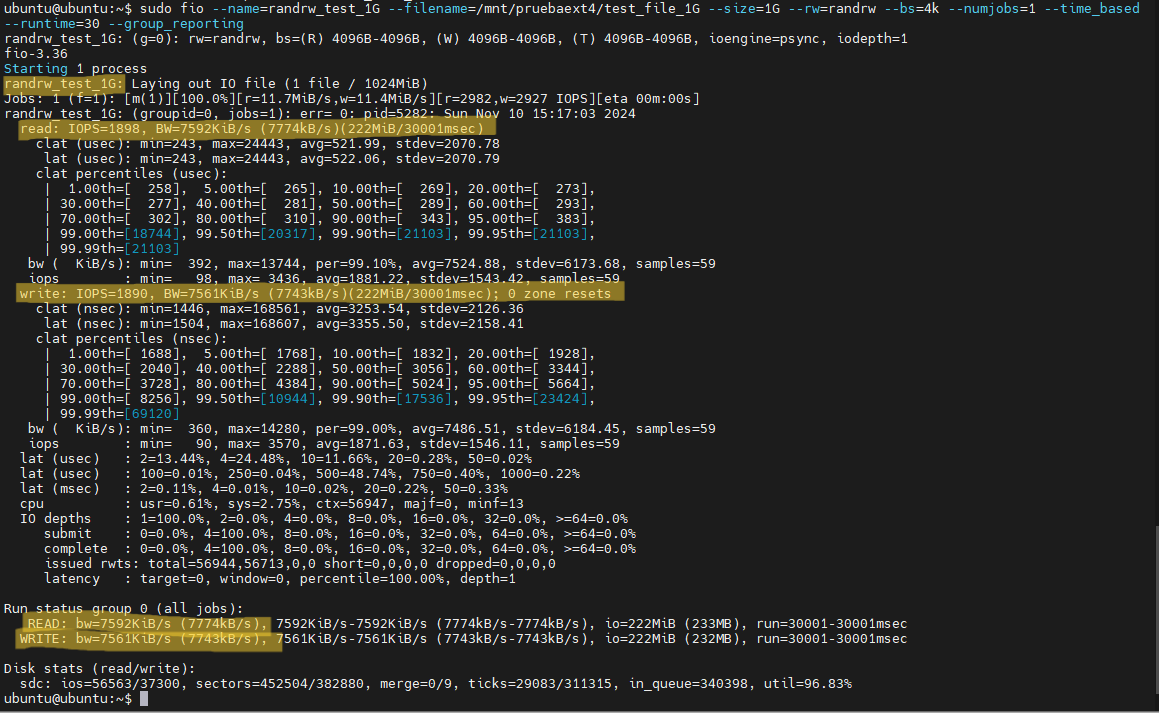 ubuntu@ubuntu:~$ sudo fio --name=randrw_test_1G --filename=/mnt/pruebaext4/test_file_1G --size=1G --rw=randrw --bs=4k --numjobs=1 --time_based
--runtime=30 --group_reporting
randrw_test_1G: (g=0): rw=randrw, bs=(R) 4096B-4096B, (W) 4096B-4096B, (T) 4096B-4096B, ioengine=psync, iodepth=1
fio-3.36
Starting 1 process
randrw_test_1G: Laying out IO file (1 file / 1024MiB)
Jobs: 1 (f=1): [m(1)][100.0%][r=11.7MiB/s,w=11.4MiB/s][r=2982,w=2927 IOPS][eta 00m:00s]
randrw_test_1G: (groupid=0, jobs=1): err= 0: pid=5282: Sun Nov 10 15:17:03 2024
  read: IOPS=1898, BW=7592KiB/s (7774kB/s)(222MiB/30001msec)
    clat (usec): min=243, max=24443, avg=521.99, stdev=2070.78
     lat (usec): min=243, max=24443, avg=522.06, stdev=2070.79
    clat percentiles (usec):
     |  1.00th=[  258],  5.00th=[  265], 10.00th=[  269], 20.00th=[  273],
     | 30.00th=[  277], 40.00th=[  281], 50.00th=[  289], 60.00th=[  293],
     | 70.00th=[  302], 80.00th=[  310], 90.00th=[  343], 95.00th=[  383],
     | 99.00th=[18744], 99.50th=[20317], 99.90th=[21103], 99.95th=[21103],
     | 99.99th=[21103]
   bw (  KiB/s): min=  392, max=13744, per=99.10%, avg=7524.88, stdev=6173.68, samples=59
   iops        : min=   98, max= 3436, avg=1881.22, stdev=1543.42, samples=59
  write: IOPS=1890, BW=7561KiB/s (7743kB/s)(222MiB/30001msec); 0 zone resets
    clat (nsec): min=1446, max=168561, avg=3253.54, stdev=2126.36
     lat (nsec): min=1504, max=168607, avg=3355.50, stdev=2158.41
    clat percentiles (nsec):
     |  1.00th=[ 1688],  5.00th=[ 1768], 10.00th=[ 1832], 20.00th=[ 1928],
     | 30.00th=[ 2040], 40.00th=[ 2288], 50.00th=[ 3056], 60.00th=[ 3344],
     | 70.00th=[ 3728], 80.00th=[ 4384], 90.00th=[ 5024], 95.00th=[ 5664],
     | 99.00th=[ 8256], 99.50th=[10944], 99.90th=[17536], 99.95th=[23424],
     | 99.99th=[69120]
   bw (  KiB/s): min=  360, max=14280, per=99.00%, avg=7486.51, stdev=6184.45, samples=59
   iops        : min=   90, max= 3570, avg=1871.63, stdev=1546.11, samples=59
  lat (usec)   : 2=13.44%, 4=24.48%, 10=11.66%, 20=0.28%, 50=0.02%
  lat (usec)   : 100=0.01%, 250=0.04%, 500=48.74%, 750=0.40%, 1000=0.22%
  lat (msec)   : 2=0.11%, 4=0.01%, 10=0.02%, 20=0.22%, 50=0.33%
  cpu          : usr=0.61%, sys=2.75%, ctx=56947, majf=0, minf=13
  IO depths    : 1=100.0%, 2=0.0%, 4=0.0%, 8=0.0%, 16=0.0%, 32=0.0%, >=64=0.0%
     submit    : 0=0.0%, 4=100.0%, 8=0.0%, 16=0.0%, 32=0.0%, 64=0.0%, >=64=0.0%
     complete  : 0=0.0%, 4=100.0%, 8=0.0%, 16=0.0%, 32=0.0%, 64=0.0%, >=64=0.0%
     issued rwts: total=56944,56713,0,0 short=0,0,0,0 dropped=0,0,0,0
     latency   : target=0, window=0, percentile=100.00%, depth=1

Run status group 0 (all jobs):
   READ: bw=7592KiB/s (7774kB/s), 7592KiB/s-7592KiB/s (7774kB/s-7774kB/s), io=222MiB (233MB), run=30001-30001msec
  WRITE: bw=7561KiB/s (7743kB/s), 7561KiB/s-7561KiB/s (7743kB/s-7743kB/s), io=222MiB (232MB), run=30001-30001msec

Disk stats (read/write):
  sdc: ios=56563/37300, sectors=452504/382880, merge=0/9, ticks=29083/311315, in_queue=340398, util=96.83%
ubuntu@ubuntu:~$